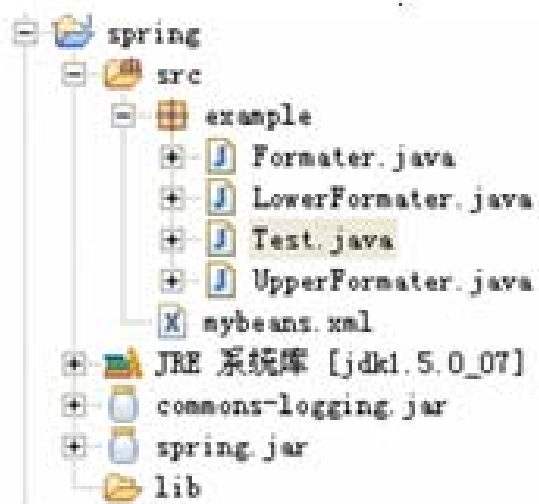 spring
src
example
Formater.java
LowerFormater.java
Test.java
UpperFormater.java
mybeans.xml
JRE 系统库 [jdk1.5.0_07]
commons-logging.jar
spring.jar
lib